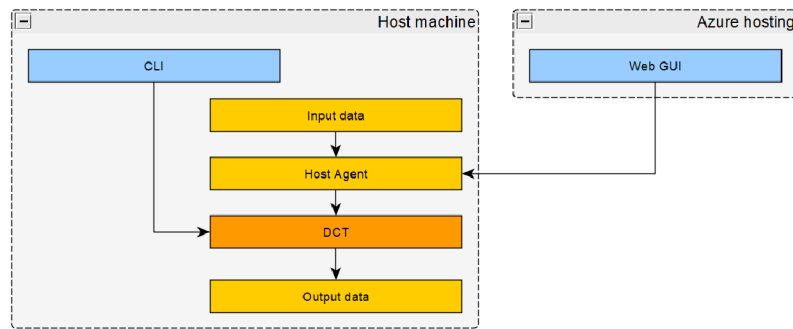 Host machine
Azure hosting
CLI
Web GUI
Input data
Host Agent
DCT
Output data